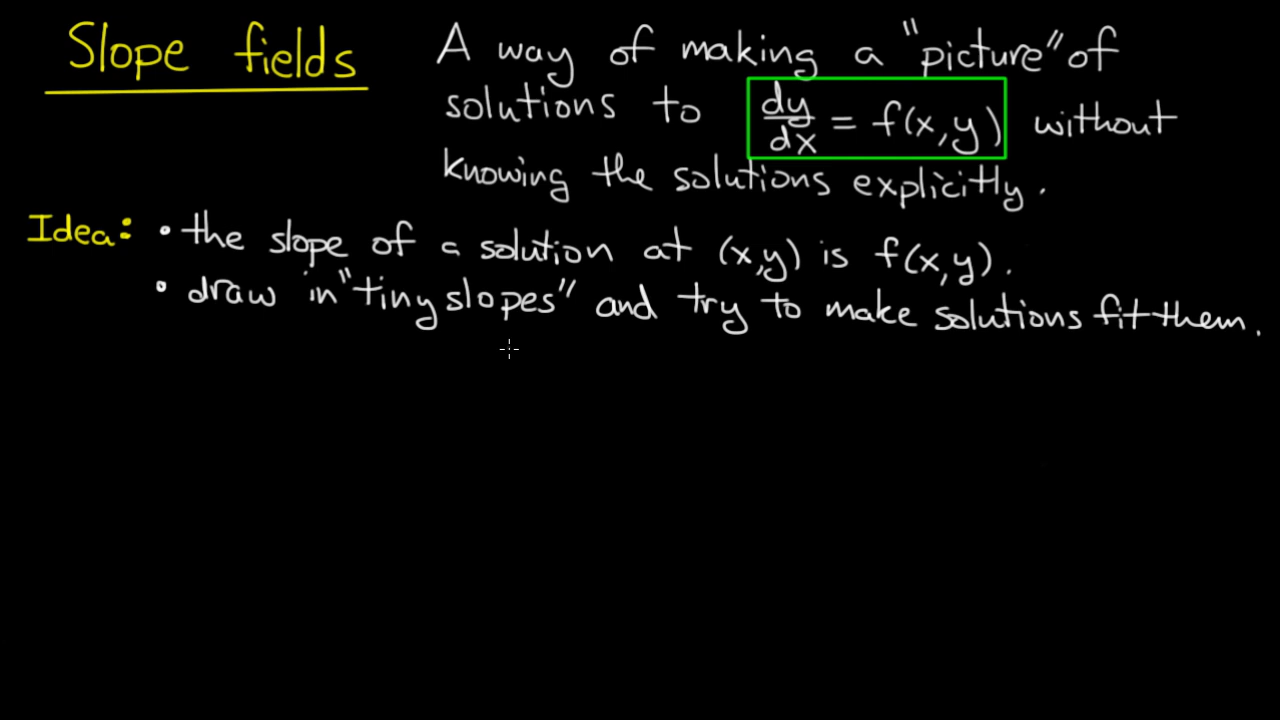 Slope fields
A way of making a "picture" of
solutions to dy/dx = f(x,y) without
knowing the solutions explicitly.
Idea: • the slope of a solution at (x,y) is f(x,y).
• draw in "tiny slopes" and try to make solutions fit them.